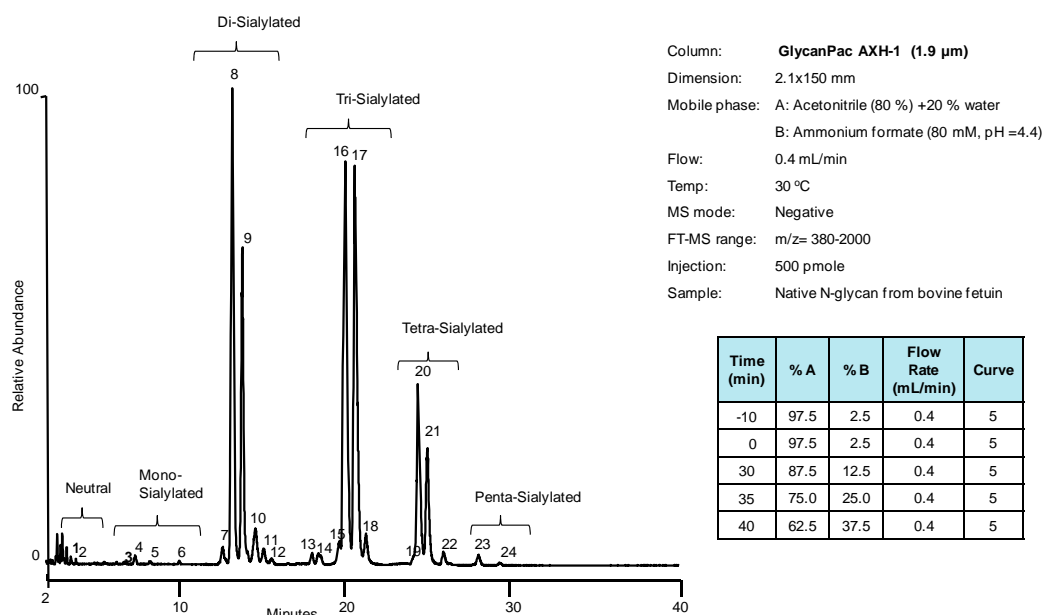 Di-Sialylated
8
100
Tri-Sialylated
16 17
9
Relative Abundance
Tetra-Sialylated
20
21
Neutral
Mono-
Sialylated
Penta-Sialylated
7 10 11 12
13 14 15 18
19 22 23 24
1 2 3 4 5 6
0
2 10 20 30 40
Minutes
Column: GlycanPac AXH-1 (1.9 µm)
Dimension: 2.1x150 mm
Mobile phase: A: Acetonitrile (80 %) +20 % water
B: Ammonium formate (80 mM, pH =4.4)
Flow: 0.4 mL/min
Temp: 30 ºC
MS mode: Negative
FT-MS range: m/z= 380-2000
Injection: 500 pmole
Sample: Native N-glycan from bovine fetuin
Time (min) % A % B Flow Rate (mL/min) Curve
-10 97.5 2.5 0.4 5
0 97.5 2.5 0.4 5
30 87.5 12.5 0.4 5
35 75.0 25.0 0.4 5
40 62.5 37.5 0.4 5